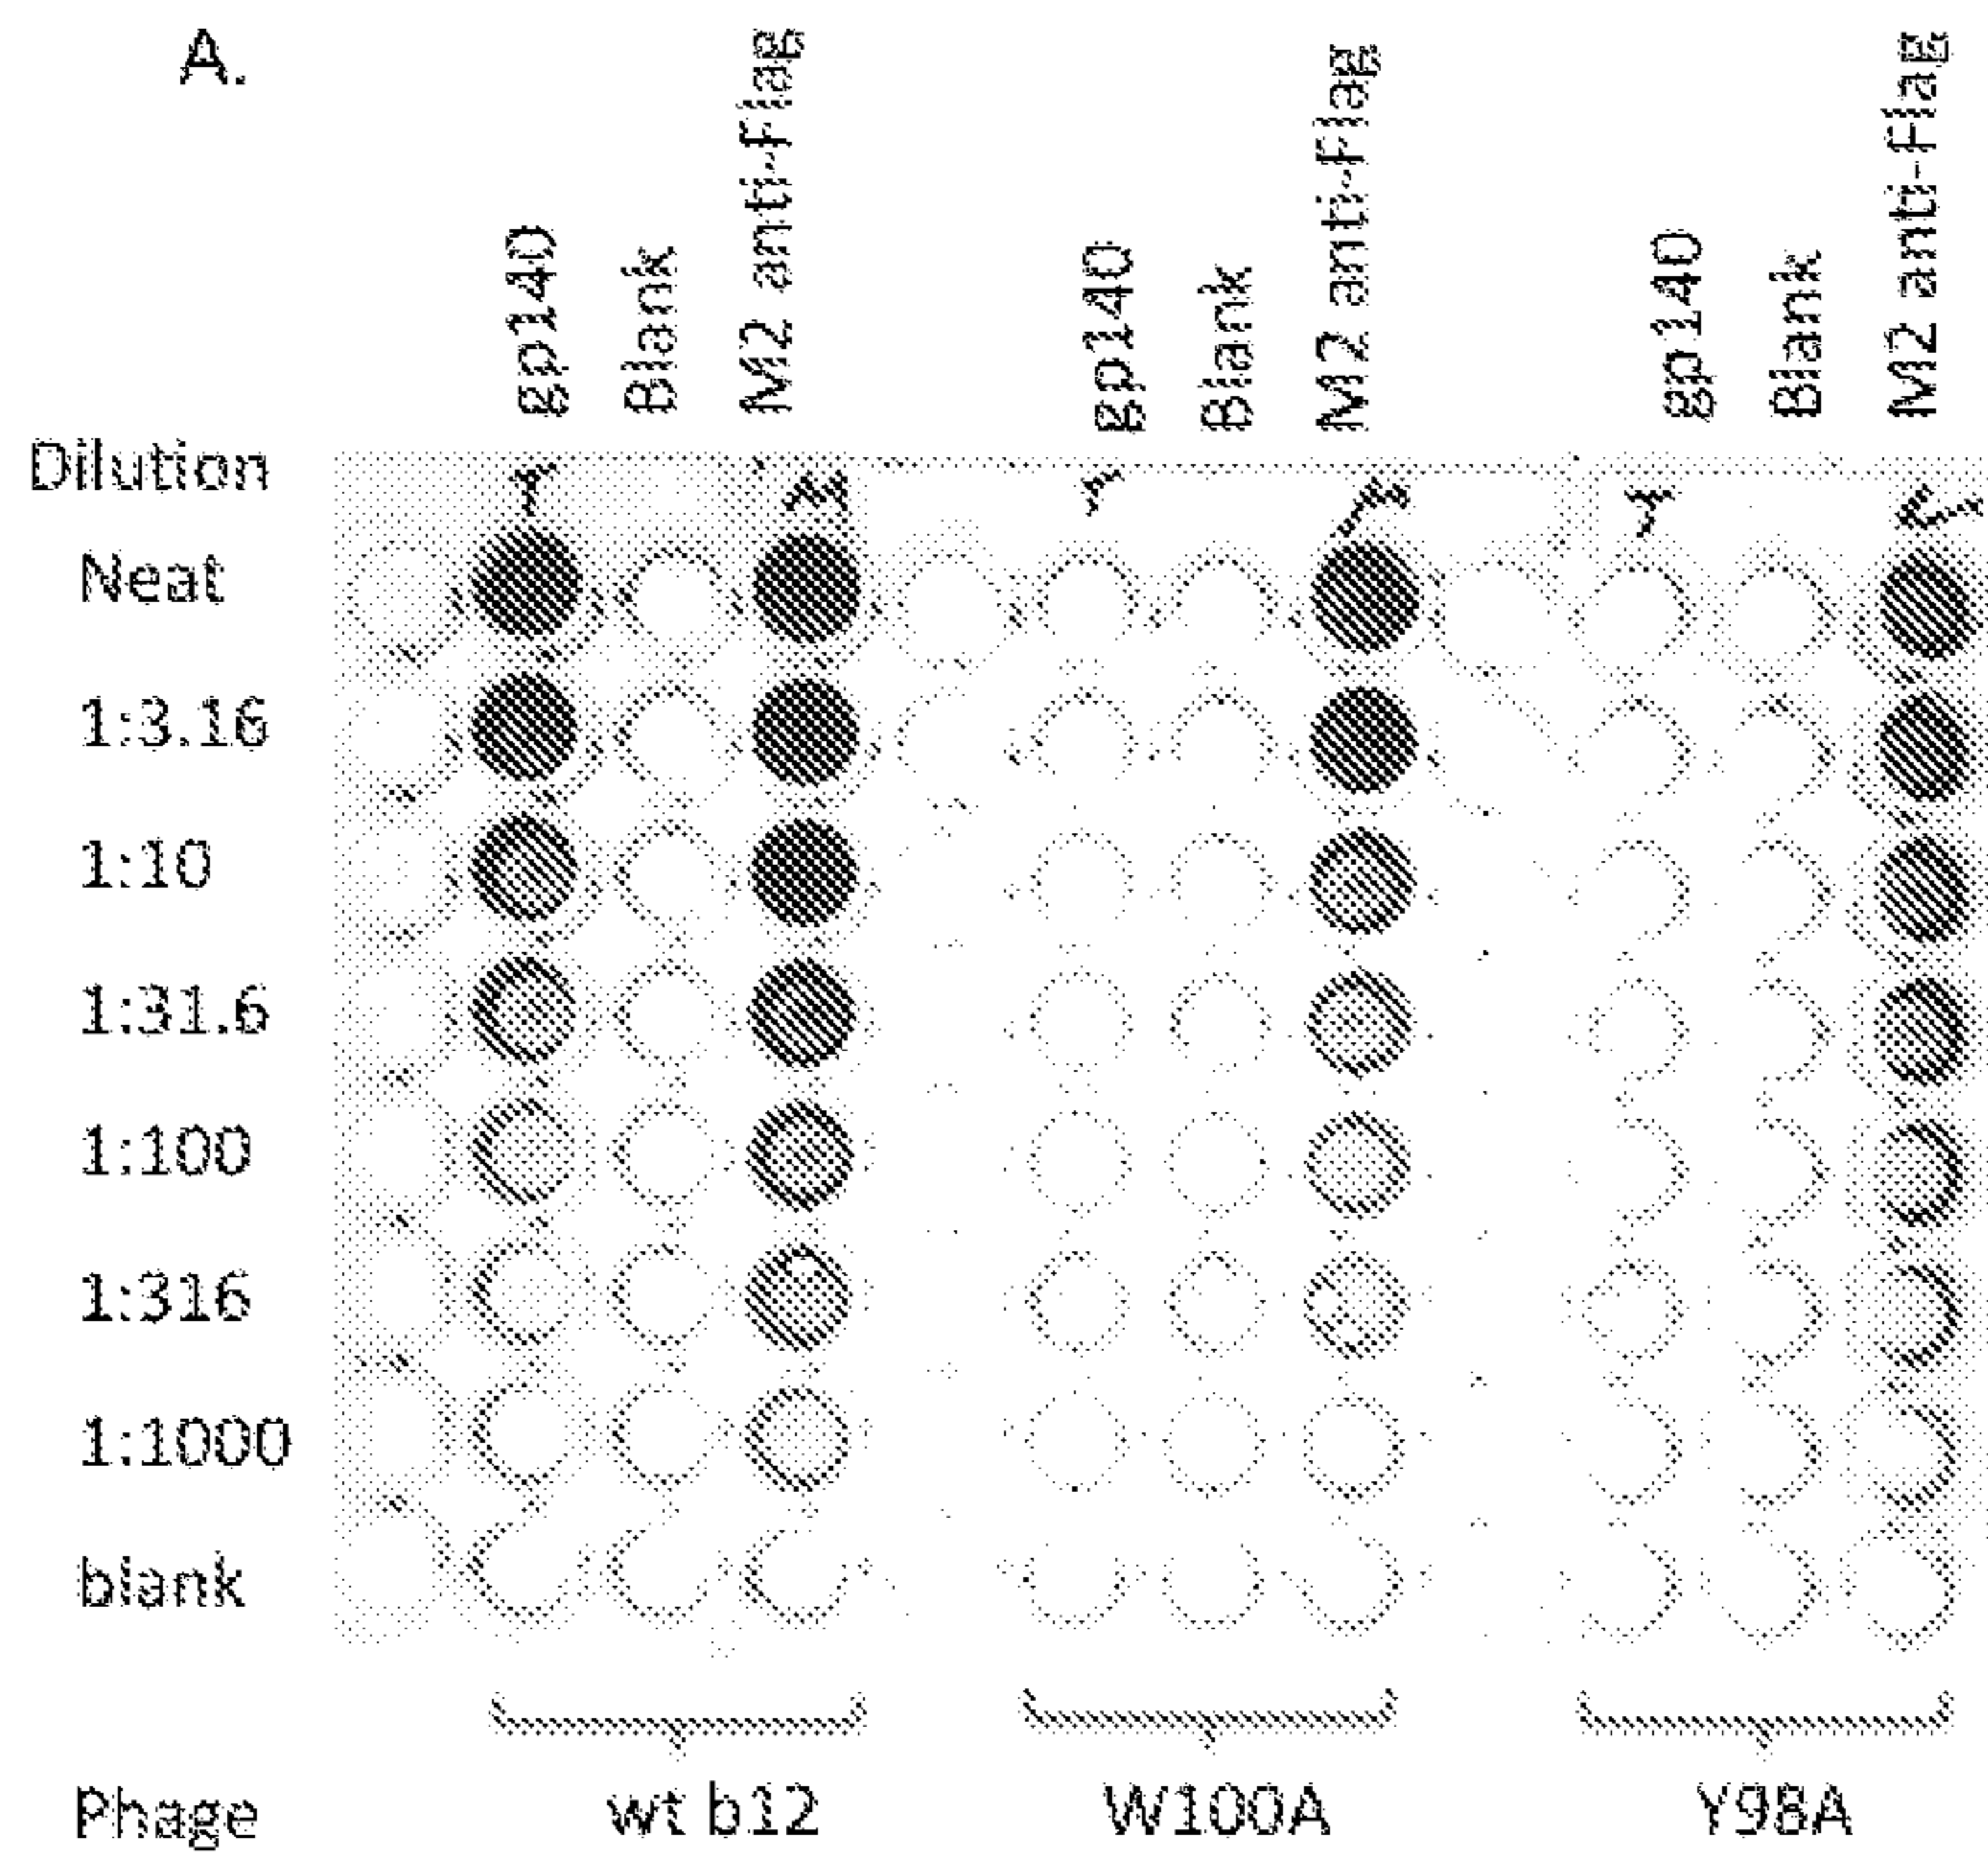 A.
gp140
Blank
M2 anti-Flag
gp140
Blank
M2 anti-Flag
gp140
Blank
M2 anti-Flag
Dilution
Neat
1:3.16
1:10
1:31.6
1:100
1:316
1:1000
blank
Phage wt b12 W100A Y98A